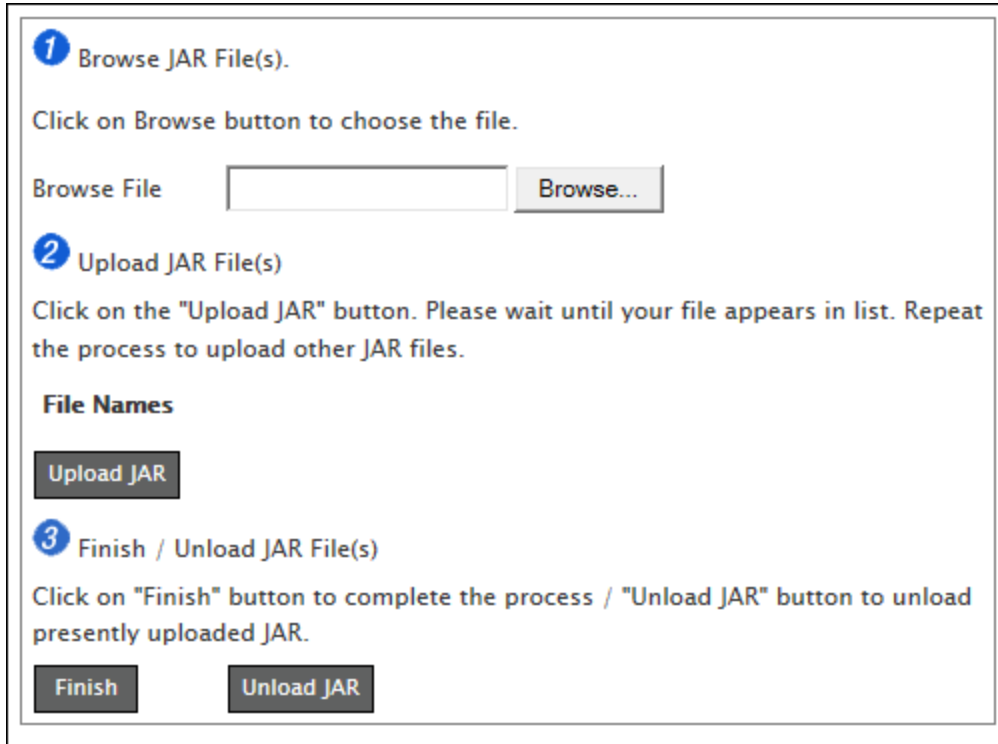 1 Browse JAR File(s).
Click on Browse button to choose the file.
Browse File Browse...
2 Upload JAR File(s)
Click on the "Upload JAR" button. Please wait until your file appears in list. Repeat
the process to upload other JAR files.
File Names
Upload JAR
3 Finish / Unload JAR File(s)
Click on "Finish" button to complete the process / "Unload JAR" button to unload
presently uploaded JAR.
Finish Unload JAR